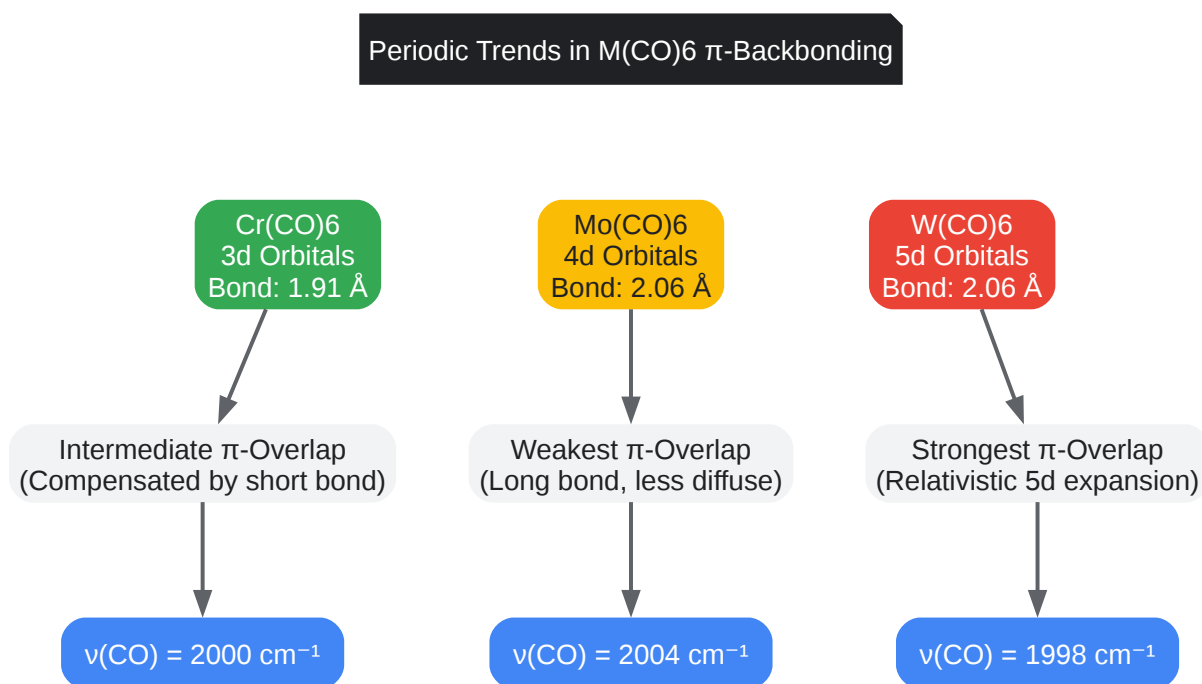 Periodic Trends in M(CO)6 π-Backbonding
Cr(CO)6
3d Orbitals
Bond: 1.91 Å
Mo(CO)6
4d Orbitals
Bond: 2.06 Å
W(CO)6
5d Orbitals
Bond: 2.06 Å
Intermediate π-Overlap
(Compensated by short bond)
Weakest π-Overlap
(Long bond, less diffuse)
Strongest π-Overlap
(Relativistic 5d expansion)
ν(CO) = 2000 cm⁻¹
ν(CO) = 2004 cm⁻¹
ν(CO) = 1998 cm⁻¹